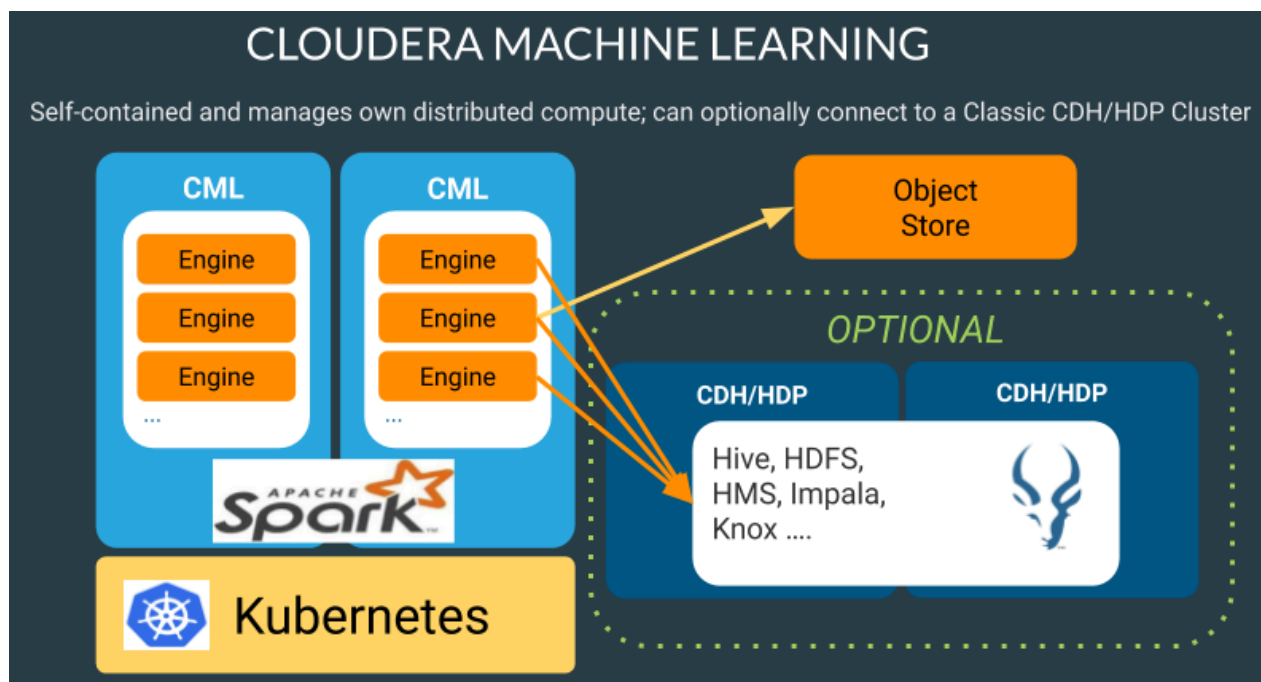 CLOUDERA MACHINE LEARNING
Self-contained and manages own distributed compute; can optionally connect to a Classic CDH/HDP Cluster
CML
Engine
Engine
Engine
...
CML
Engine
Engine
Engine
...
APACHE
Spark™
Kubernetes
Object
Store
OPTIONAL
CDH/HDP
CDH/HDP
Hive, HDFS,
HMS, Impala,
Knox ....